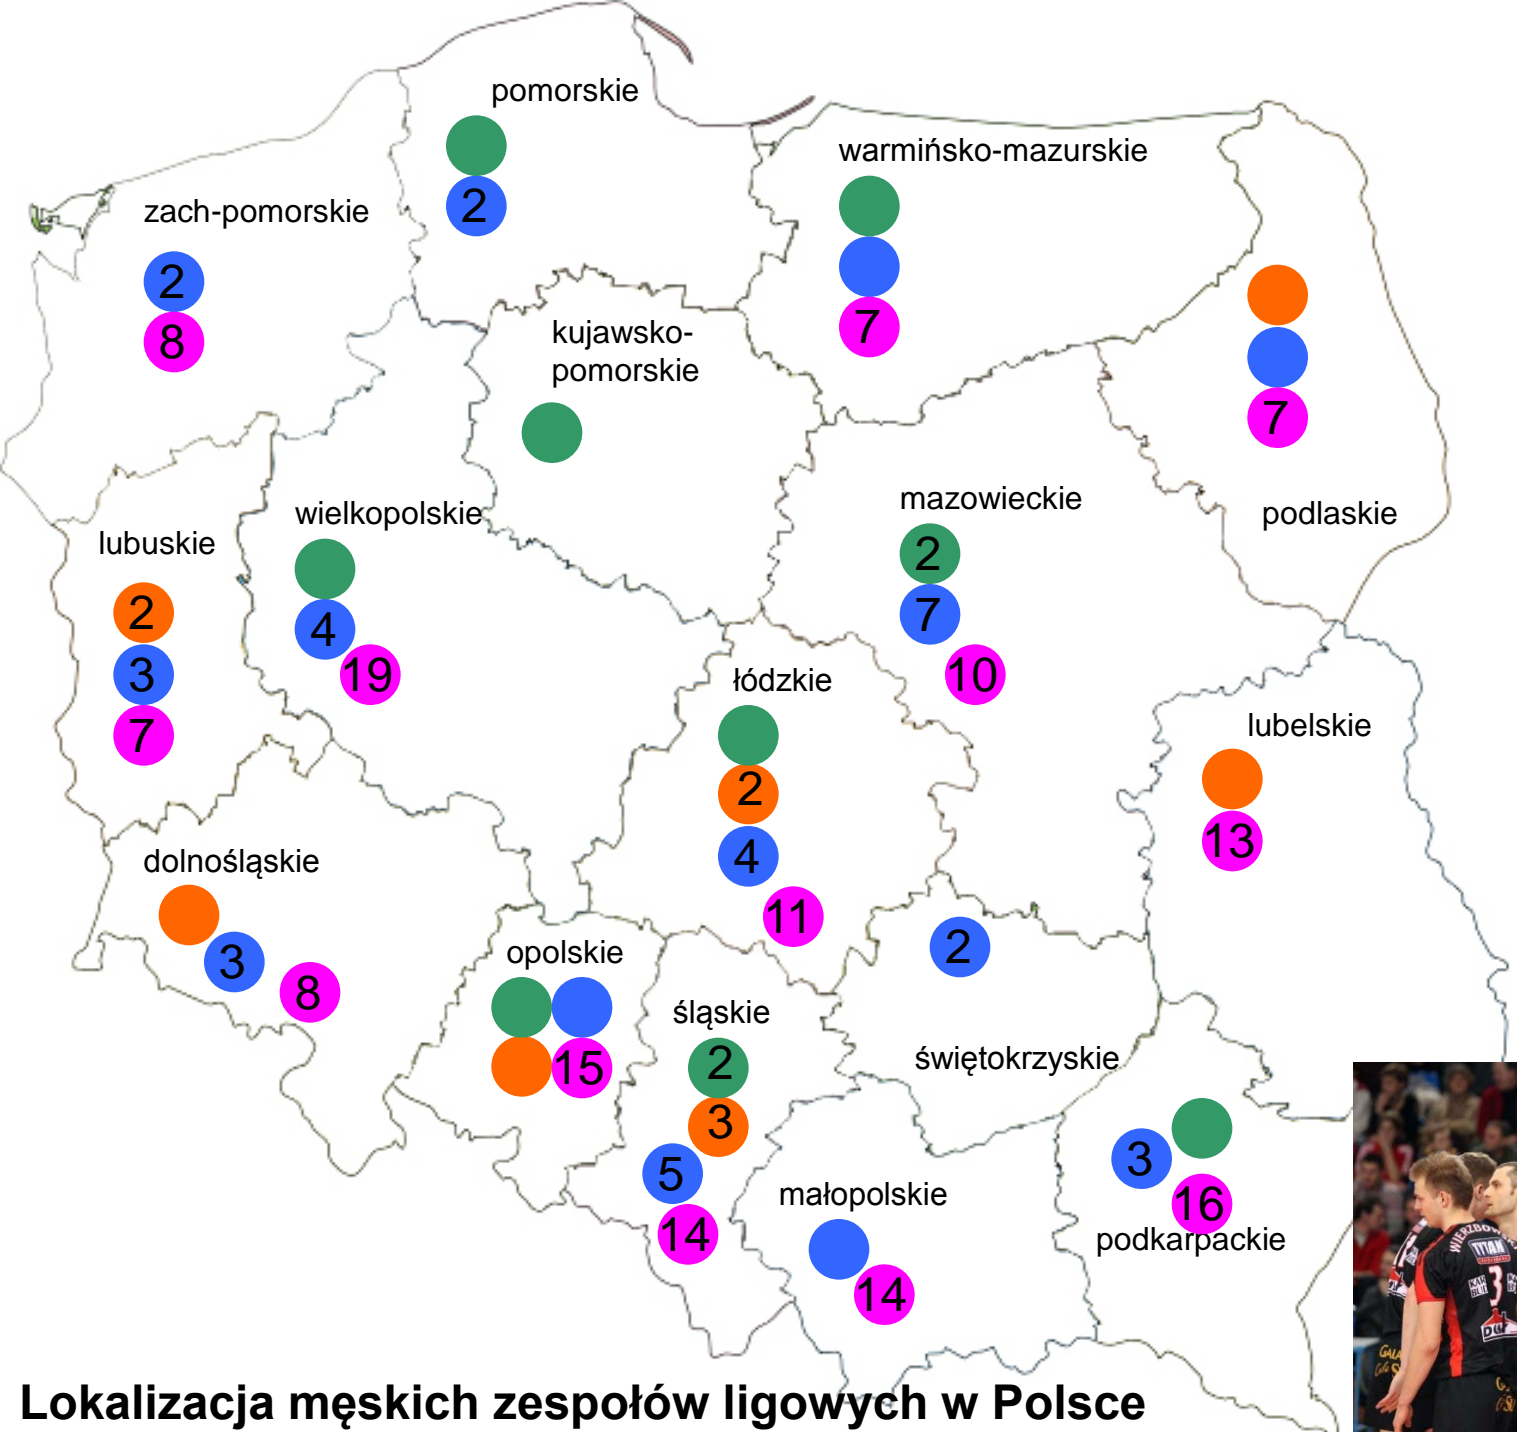 pomorskie
2
warmińsko-mazurskie
7
zach-pomorskie
2
8
kujawsko-
pomorskie
7
podlaskie
wielkopolskie
4
19
mazowieckie
2
7
10
lubuskie
2
3
7
łódzkie
2
4
11
lubelskie
13
dolnośląskie
3
8
opolskie
15
śląskie
2
3
5
14
2
świętokrzyskie
małopolskie
14
3
16
podkarpackie
TYTAN
3
Lokalizacja męskich zespołów ligowych w Polsce